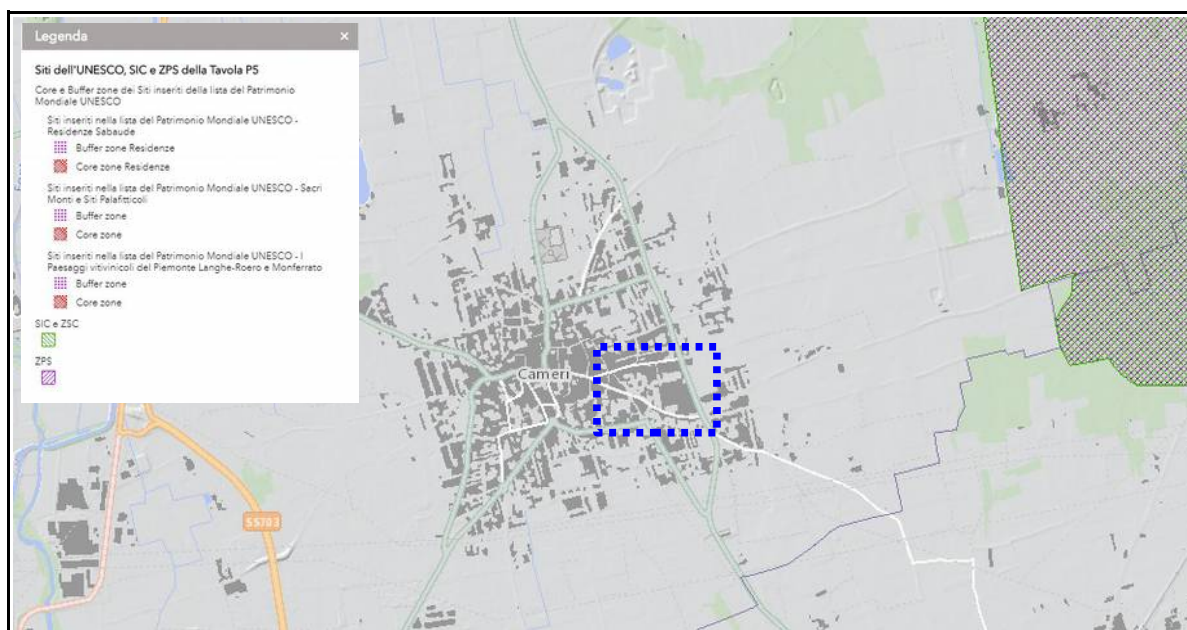 Legenda ×
Siti dell'UNESCO, SIC e ZPS della Tavola P5
Core e Buffer zone dei Siti inseriti della lista del Patrimonio
Mondiale UNESCO
Siti inseriti nella lista del Patrimonio Mondiale UNESCO -
Residenze Sabaude
Buffer zone Residenze
Core zone Residenze
Siti inseriti nella lista del Patrimonio Mondiale UNESCO - Sacri
Monti e Siti Palafitticoli
Buffer zone
Core zone
Siti inseriti nella lista del Patrimonio Mondiale UNESCO - I
Paesaggi vitivinicoli del Piemonte Langhe-Roero e Monferrato
Buffer zone
Core zone
SIC e ZSC
ZPS
Cameri
SS703